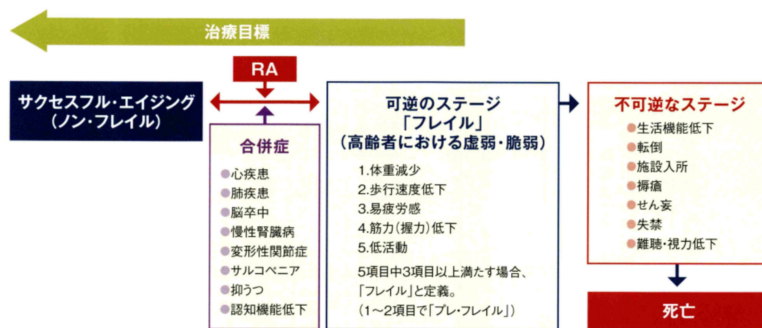 治療目標
RA
サクセスフル・エイジング
（ノン・フレイル）
合併症
●心疾患
●肺疾患
●脳卒中
●慢性腎臓病
●変形性関節症
●サルコペニア
●抑うつ
●認知機能低下
可逆のステージ
「フレイル」
（高齢者における虚弱・脆弱）
1.体重減少
2.歩行速度低下
3.易疲労感
4.筋力（握力）低下
5.低活動
5項目中3項目以上満たす場合、
「フレイル」と定義。
（1～2項目で「プレ・フレイル」）
不可逆なステージ
●生活機能低下
●転倒
●施設入所
●褥瘡
●せん妄
●失禁
●難聴・視力低下
死亡